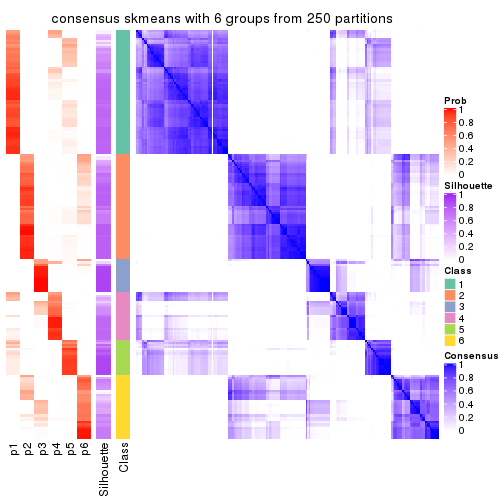 consensus skmeans with 6 groups from 250 partitions
Prob
1
0.8
0.6
0.4
0.2
0
Silhouette
1
0.8
0.6
0.4
0.2
0
Class
1
2
3
4
5
6
Consensus
1
0.8
0.6
0.4
0.2
0
p1
p2
p3
p4
p5
p6
Silhouette
Class